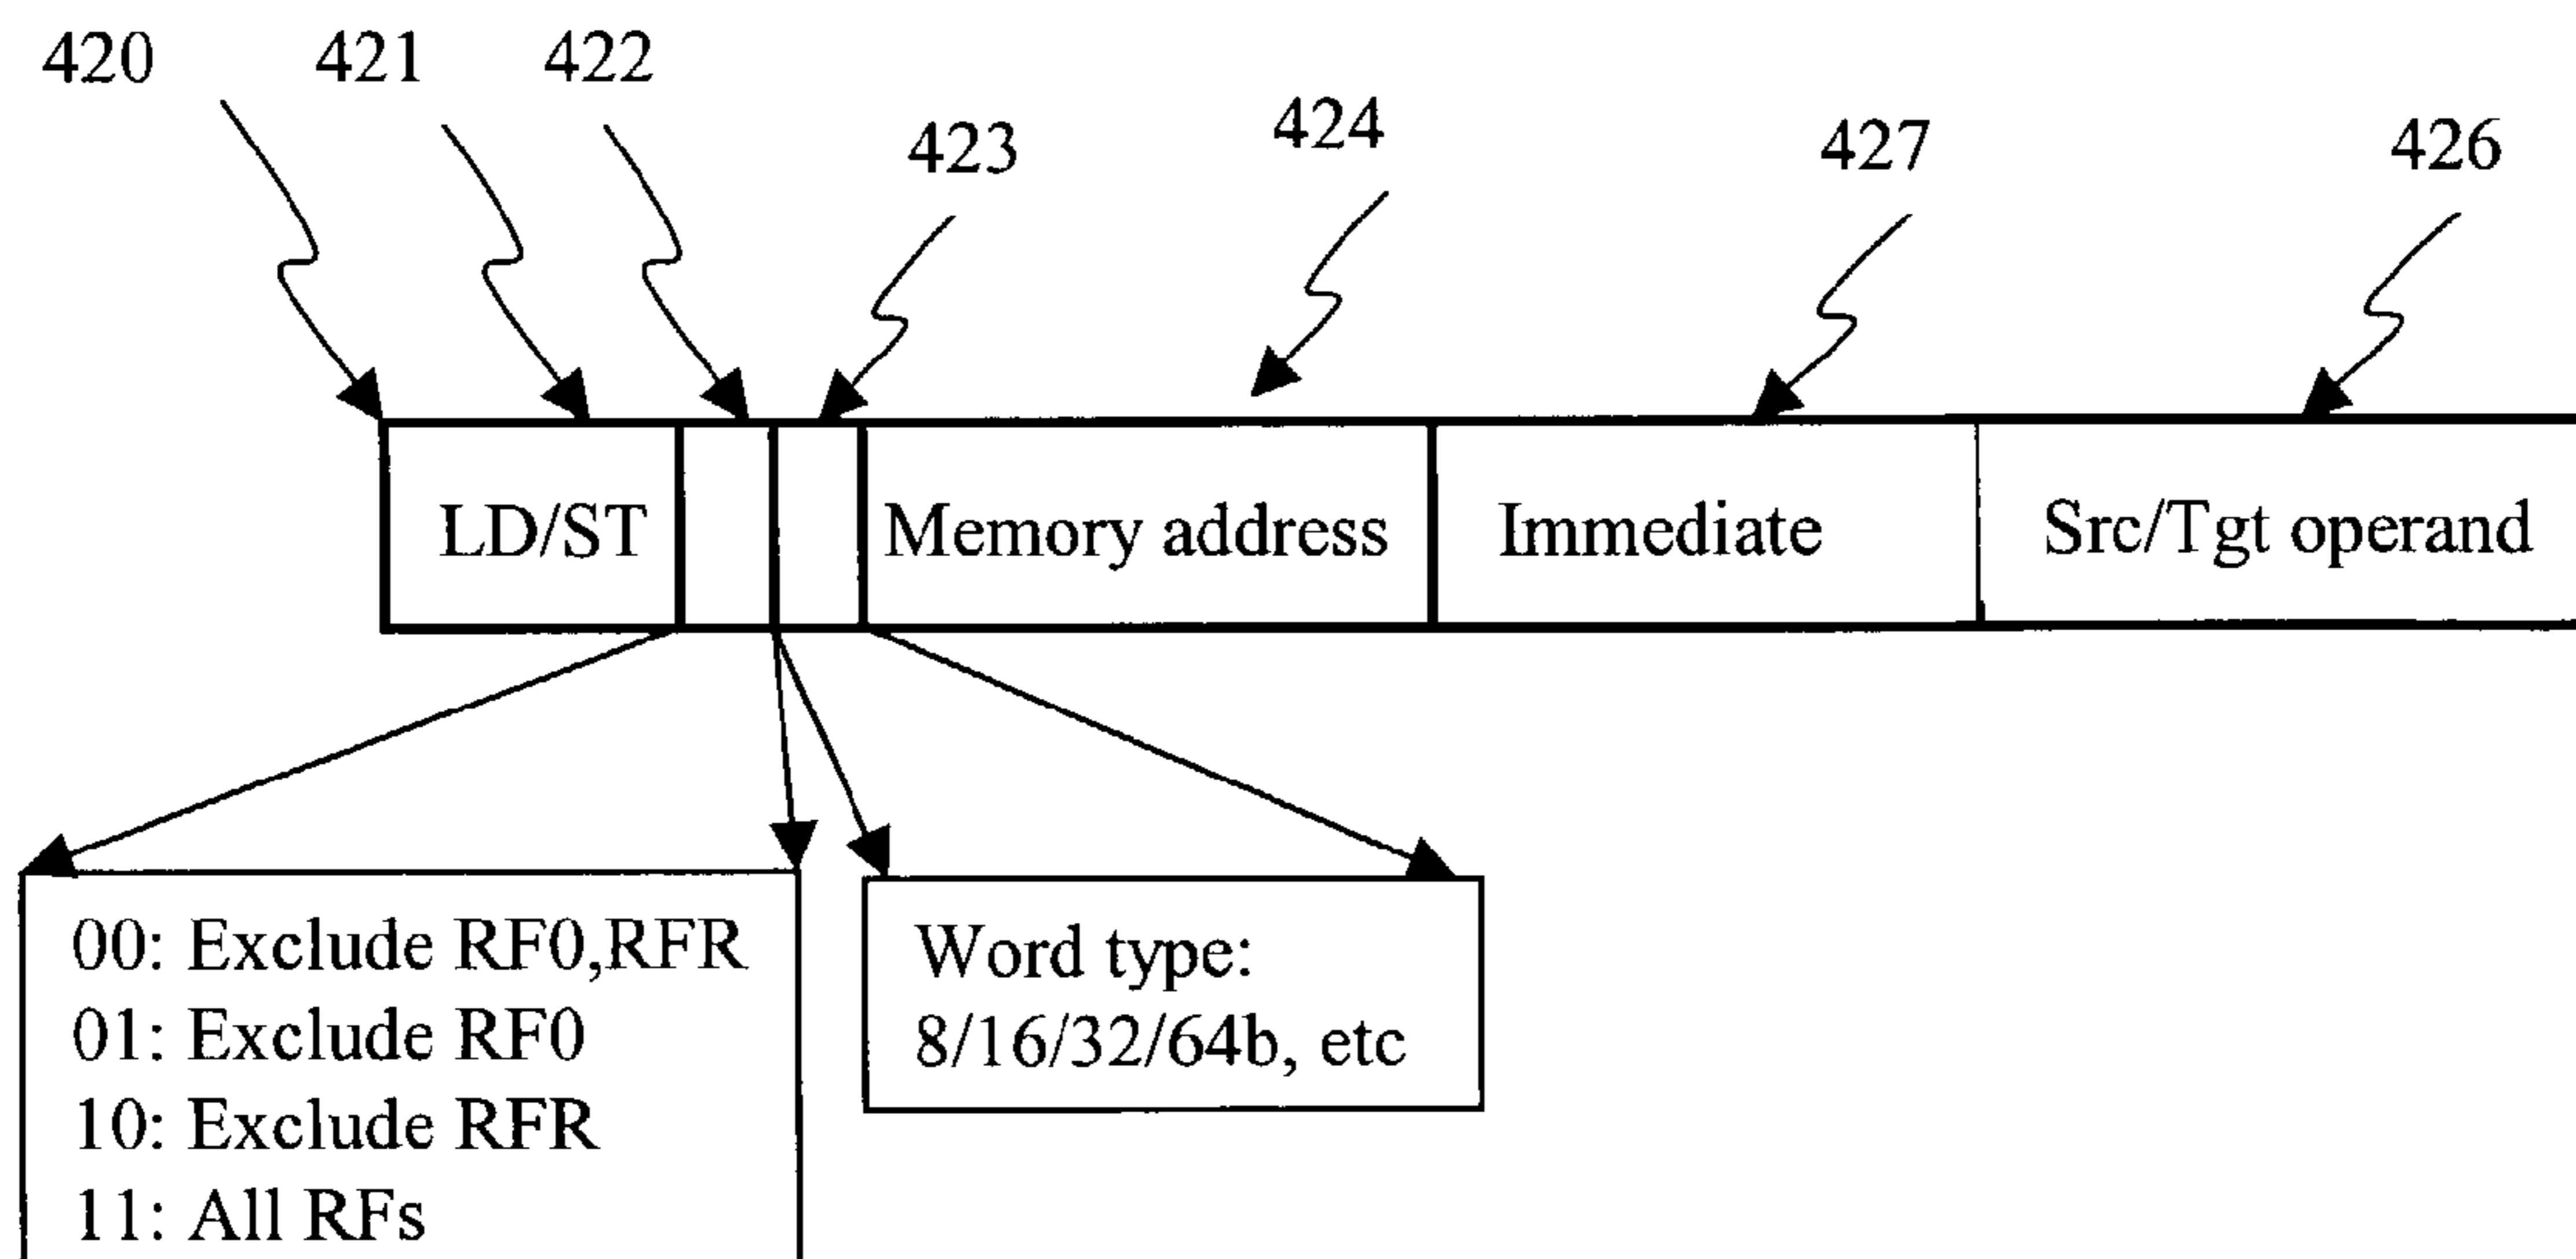 420 421 422 423 424 427 426
LD/ST Memory address Immediate Src/Tgt operand
00: Exclude RF0,RFR
01: Exclude RF0
10: Exclude RFR
11: All RFs
Word type:
8/16/32/64b, etc